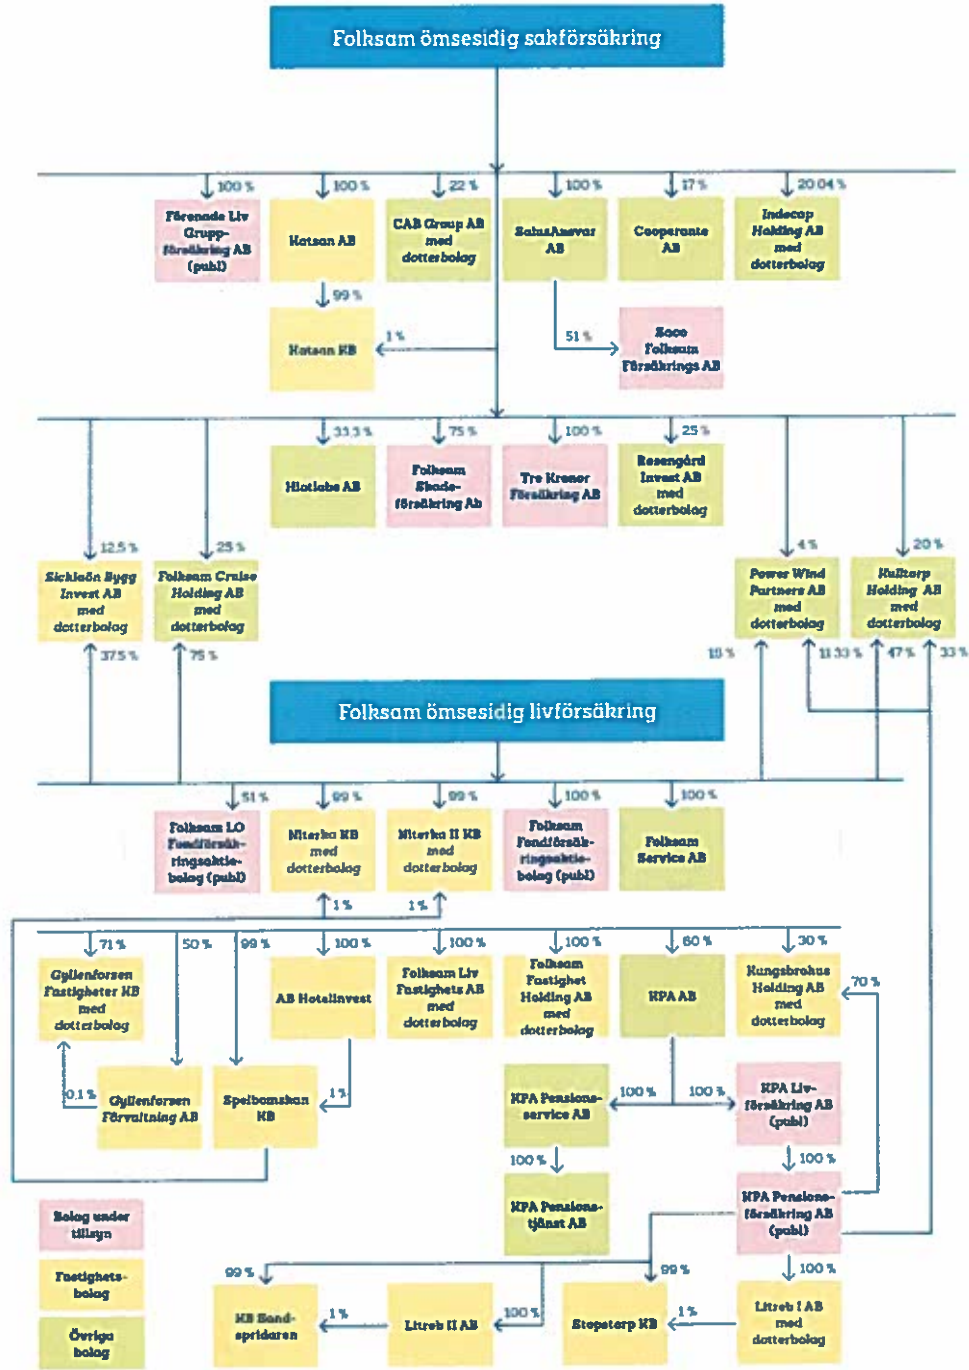 Folksam ömsesidig sakförsäkring
100 %
100 %
22 %
100 %
17 %
20.04 %
Förenade Liv
Grupp-
försäkring AB
(publ)
Katsan AB
CAB Group AB
med
dotterbolag
SalusAnsvar
AB
Cooperante
AB
Indecap
Holding AB
med
dotterbolag
99 %
1 %
51 %
Katsan KB
Saco
Folksam
Försäkrings AB
33,3 %
75 %
100 %
25 %
Hiotlabs AB
Folksam
Skade-
försäkring Ab
Tre Kronor
Försäkring AB
Rosengård
Invest AB
med
dotterbolag
12.5 %
25 %
4 %
20 %
Sicklaön Bygg
Invest AB
med
dotterbolag
Folksam Cruise
Holding AB
med
dotterbolag
Power Wind
Partners AB
med
dotterbolag
Kulltorp
Holding AB
med
dotterbolag
37.5 %
75 %
15 %
11 33 %
47 %
33 %
Folksam ömsesidig livförsäkring
51 %
99 %
99 %
100 %
100 %
Folksam LO
Fondförsäk-
ringsaktie-
bolag (publ)
Niterka KB
med
dotterbolag
Niterka II KB
med
dotterbolag
Folksam
Fondförsäk-
ringsaktie-
bolag (publ)
Folksam
Service AB
1 %
1 %
71 %
50 %
99 %
100 %
100 %
100 %
60 %
30 %
Gyllenforsen
Fastigheter KB
med
dotterbolag
AB Hotelinvest
Folksam Liv
Fastighets AB
med
dotterbolag
Folksam
Fastighet
Holding AB
med
dotterbolag
KPA AB
Kungsbrohus
Holding AB
med
dotterbolag
70 %
0,1 %
Gyllenforsen
Förvaltning AB
Spelbomskan
KB
1 %
KPA Pensions-
service AB
100 %
100 %
KPA Liv-
försäkring AB
(publ)
100 %
100 %
KPA Pensions-
tjänst AB
KPA Pensions-
försäkring AB
(publ)
Bolag under
tillsyn
Fastighets-
bolag
Övriga
bolag
99 %
99 %
100 %
KB Sand-
spridaren
1 %
Litreb II AB
100 %
Stopstorp KB
1 %
Litreb I AB
med
dotterbolag